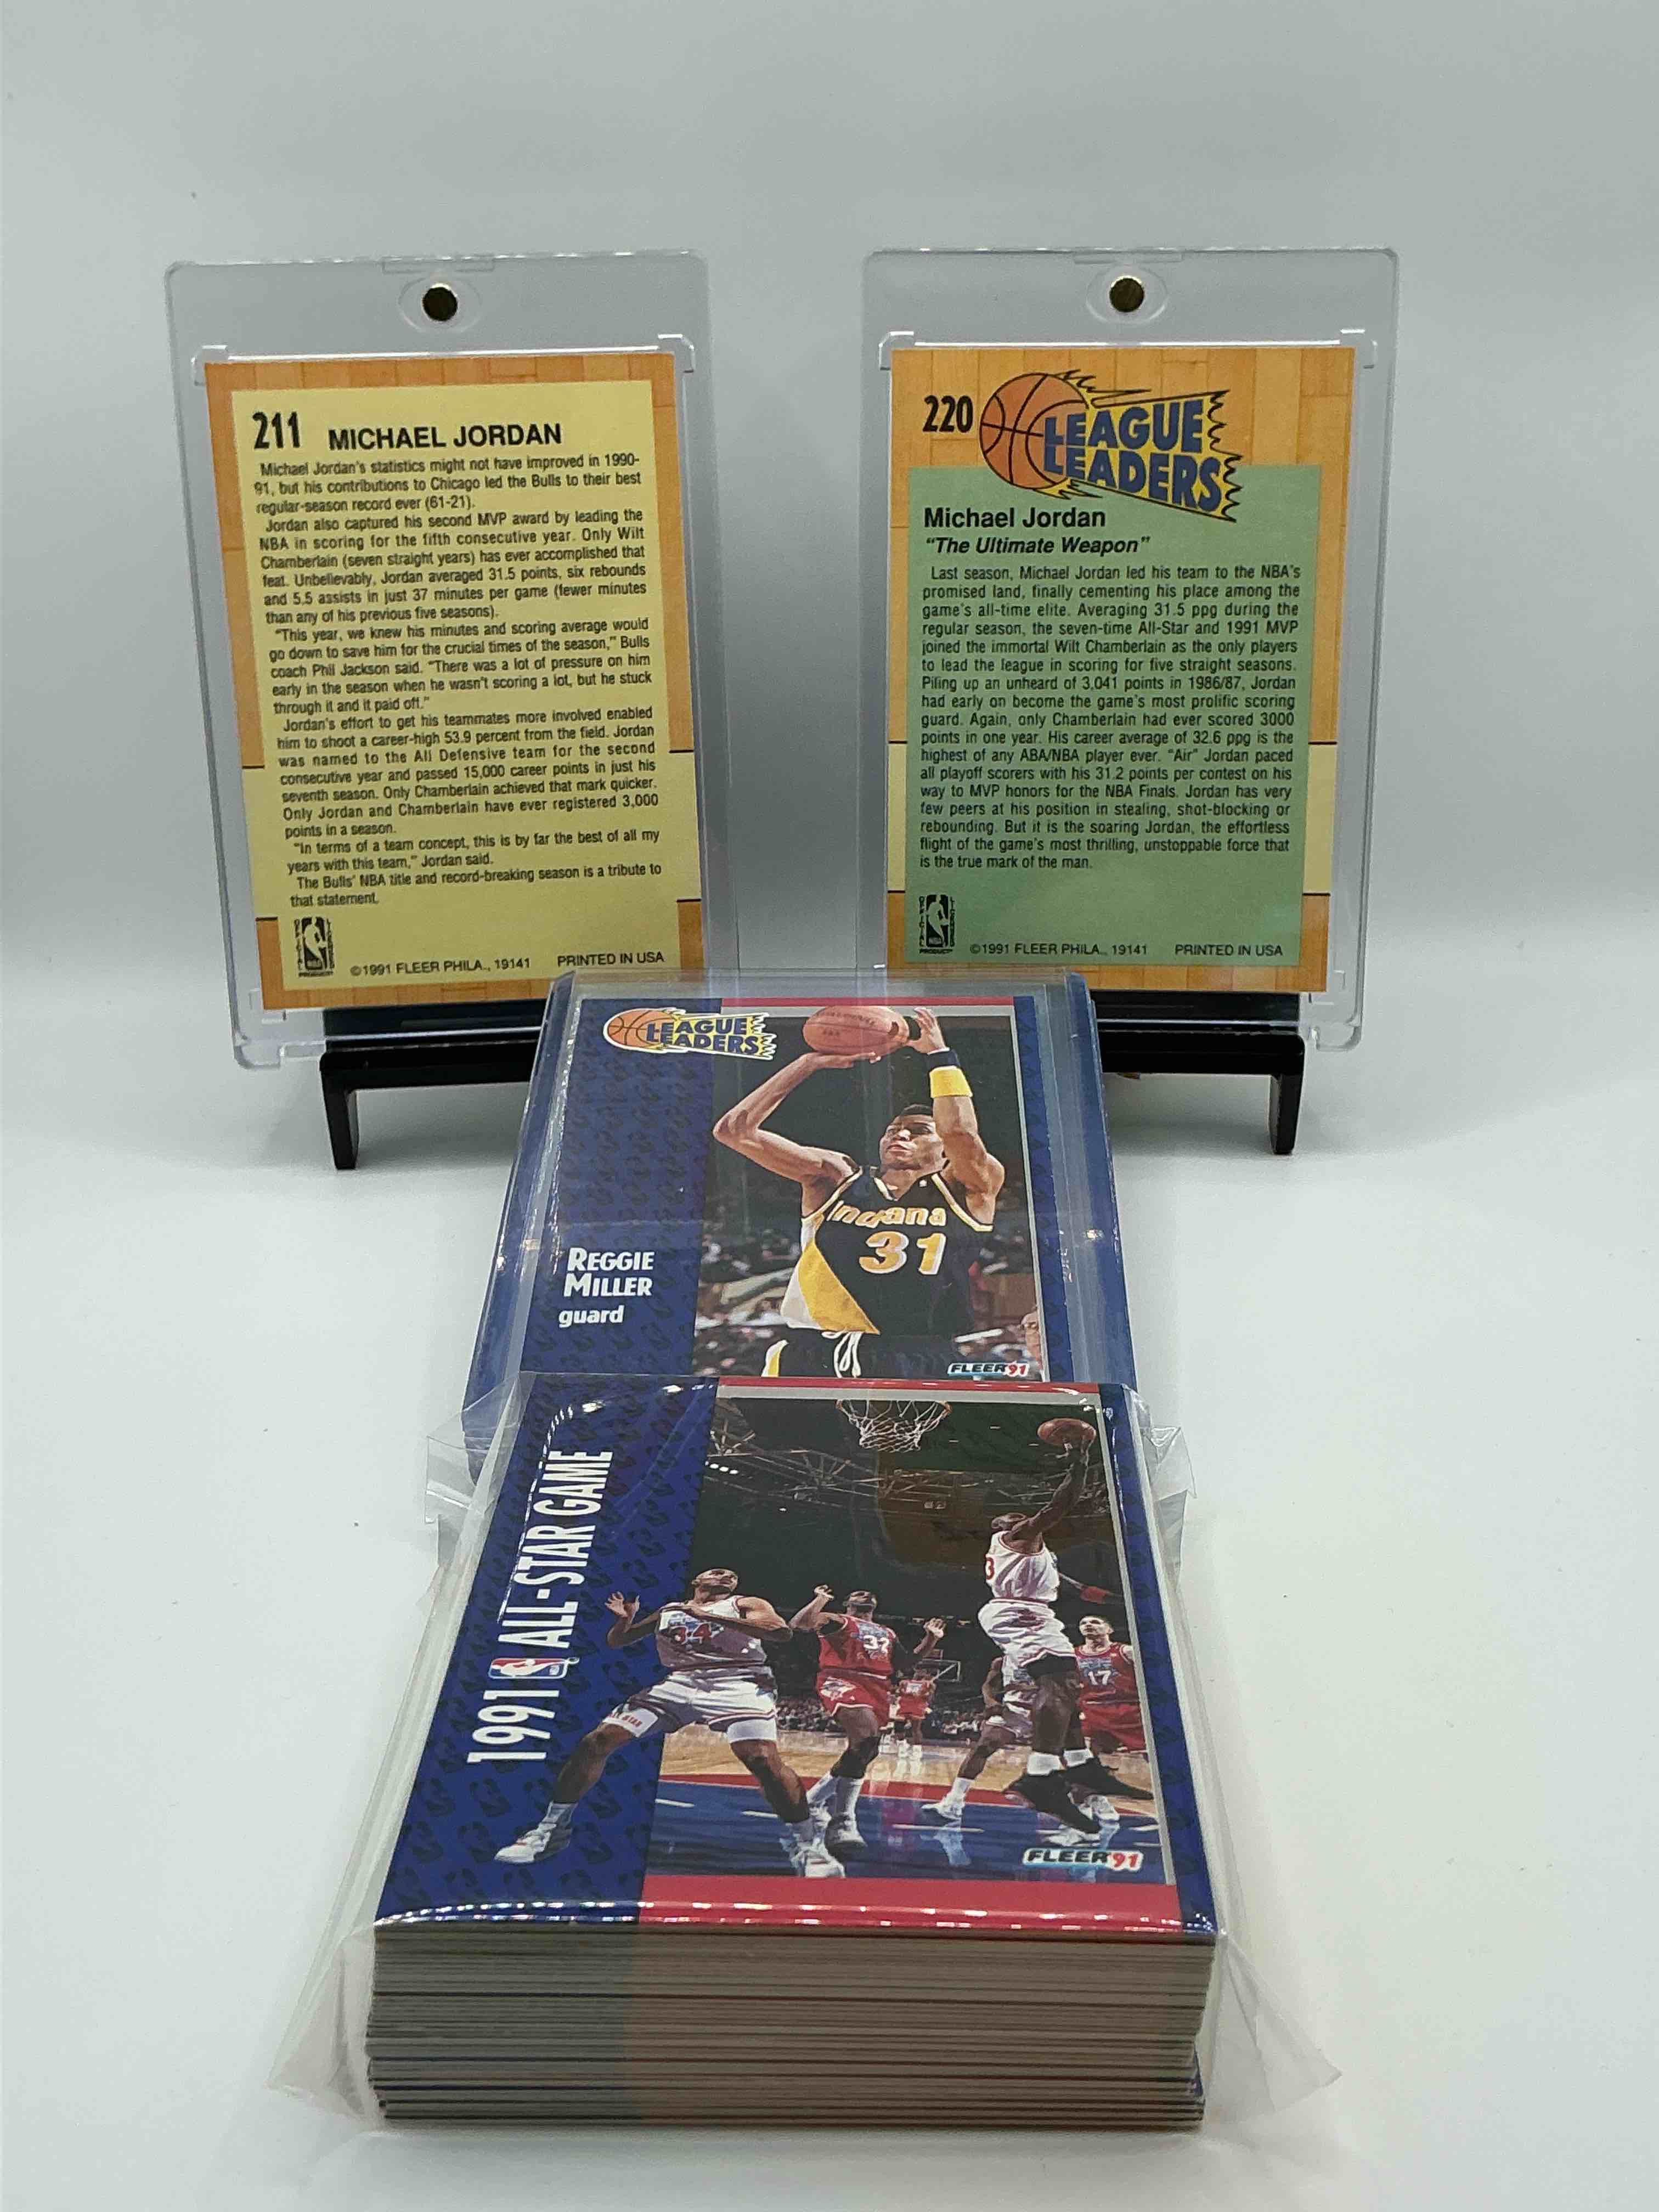 211 MICHAEL JORDAN
Michael Jordan's statistics might not have improved in 1990-
91, but his contributions to Chicago led the Bulls to their best
regular-season record ever (61-21).
Jordan also captured his second MVP award by leading the
NBA in scoring for the fifth consecutive year. Only Wilt
Chamberlain (seven straight years) has ever accomplished that
feat. Unbelievably, Jordan averaged 31.5 points, six rebounds
and 5.5 assists in just 37 minutes per game (fewer minutes
than any of his previous five seasons).
"This year, we knew his minutes and scoring average would
go down to save him for the crucial times of the season," Bulls
coach Phil Jackson said. "There was a lot of pressure on him
early in the season when he wasn't scoring a lot, but he stuck
through it and it paid off."
Jordan's effort to get his teammates more involved enabled
him to shoot a career-high 53.9 percent from the field. Jordan
was named to the All Defensive team for the second
consecutive year and passed 15,000 career points in just his
seventh season. Only Chamberlain achieved that mark quicker.
Only Jordan and Chamberlain have ever registered 3,000
points in a season.
"In terms of a team concept, this is by far the best of all my
years with this team," Jordan said.
The Bulls' NBA title and record-breaking season is a tribute to
that statement.
©1991 FLEER PHILA., 19141 PRINTED IN USA
220
LEAGUE
LEADERS
Michael Jordan
"The Ultimate Weapon"
Last season, Michael Jordan led his team to the NBA's
promised land, finally cementing his place among the
game's all-time elite. Averaging 31.5 ppg during the
regular season, the seven-time All-Star and 1991 MVP
joined the immortal Wilt Chamberlain as the only players
to lead the league in scoring for five straight seasons.
Piling up an unheard of 3,041 points in 1986/87, Jordan
had early on become the game's most prolific scoring
guard. Again, only Chamberlain had ever scored 3000
points in one year. His career average of 32.6 ppg is the
highest of any ABA/NBA player ever. "Air" Jordan paced
all playoff scorers with his 31.2 points per contest on his
way to MVP honors for the NBA Finals. Jordan has very
few peers at his position in stealing, shot-blocking or
rebounding. But it is the soaring Jordan, the effortless
flight of the game's most thrilling, unstoppable force that
is the true mark of the man.
©1991 FLEER PHILA., 19141 PRINTED IN USA
LEAGUE
LEADERS
Indiana
31
REGGIE
MILLER
guard
FLEER'91
1991 ALL-STAR GAME
34
32
3
17
FLEER'91